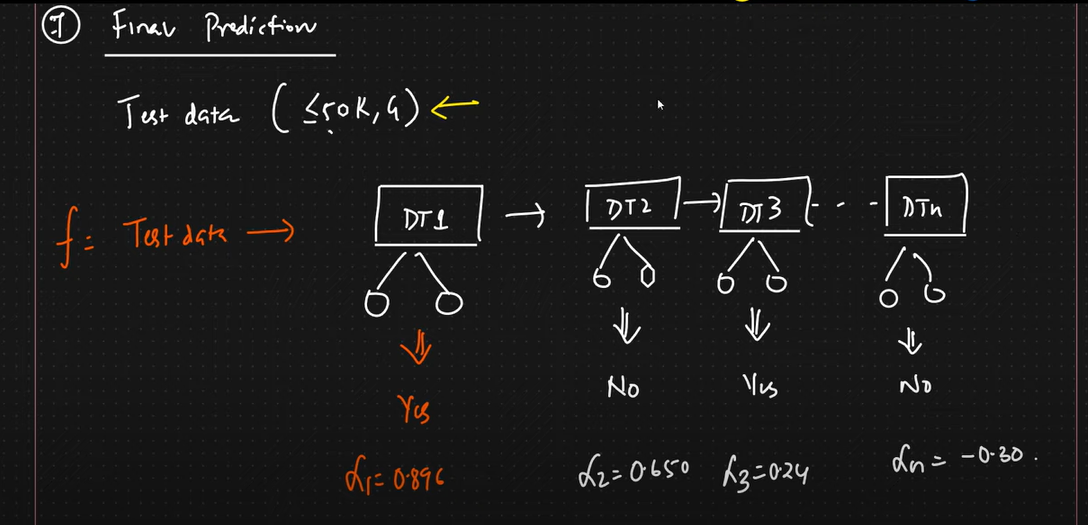 ⑦ Final Prediction
Test data (≤50K, G) ←
f = Test data → DT1 → DT2 → DT3 - - - DTn
Yes No Yes No
α1 = 0.896 α2 = 0.650 α3 = 0.24 αn = -0.30.